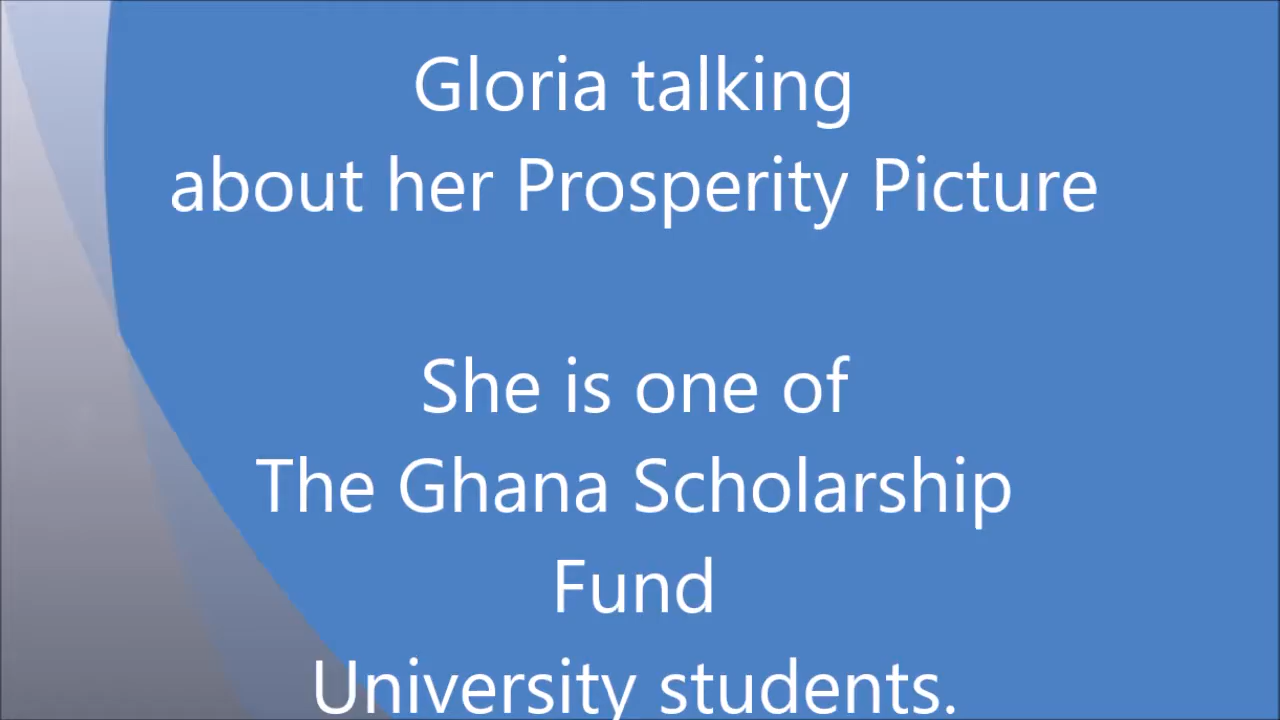 Gloria talking
about her Prosperity Picture
She is one of
The Ghana Scholarship
Fund
University students.